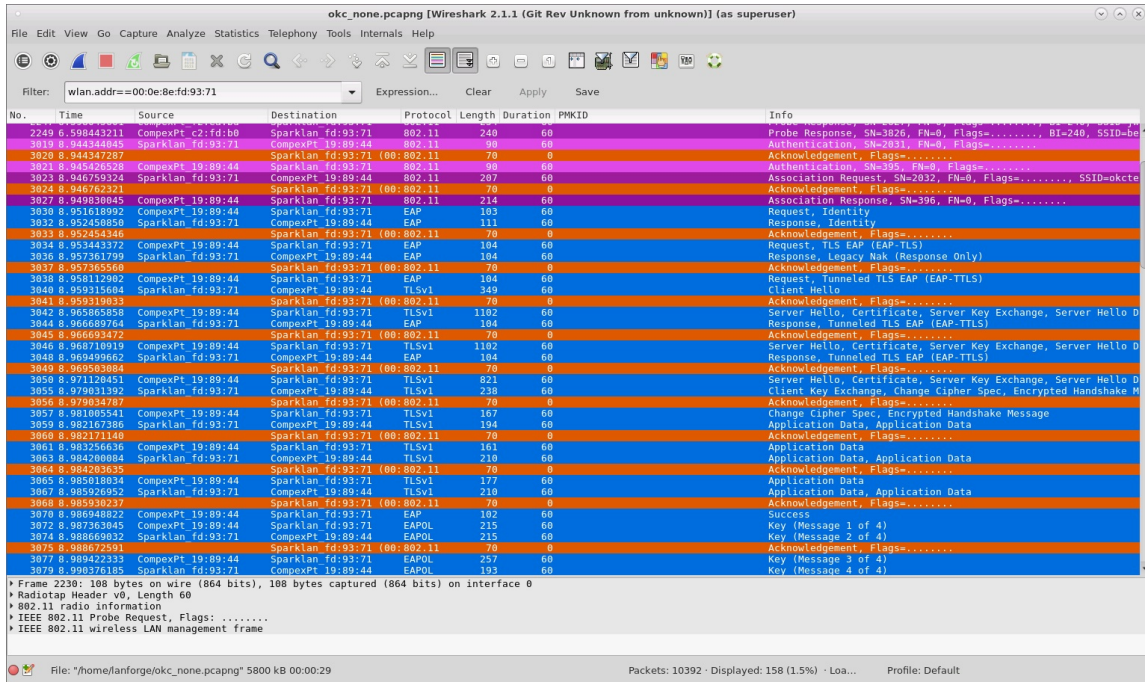 okc_none.pcapng [Wireshark 2.1.1 (Git Rev Unknown from unknown)] (as superuser)
File Edit View Go Capture Analyze Statistics Telephony Tools Internals Help
Filter: wlan.addr==00:0e:8e:fd:93:71 Expression... Clear Apply Save
No. Time Source Destination Protocol Length Duration PMKID Info
2249 6.598443211 CompexPt_c2:fd:b0 Sparklan_fd:93:71 802.11 240 60 Probe Response, SN=3826, FN=0, Flags=........, BI=240, SSID=be
3019 8.944344045 Sparklan_fd:93:71 CompexPt_19:89:44 802.11 90 60 Authentication, SN=2031, FN=0, Flags=........
3020 8.944347287 Sparklan_fd:93:71 (00: 802.11 70 0 Acknowledgement, Flags=........
3021 8.945426528 CompexPt_19:89:44 Sparklan_fd:93:71 802.11 90 60 Authentication, SN=395, FN=0, Flags=........
3023 8.946759324 Sparklan_fd:93:71 CompexPt_19:89:44 802.11 207 60 Association Request, SN=2032, FN=0, Flags=........, SSID=okcte
3024 8.946762321 Sparklan_fd:93:71 (00: 802.11 70 0 Acknowledgement, Flags=........
3027 8.949830045 CompexPt_19:89:44 Sparklan_fd:93:71 802.11 214 60 Association Response, SN=396, FN=0, Flags=........
3030 8.951618992 CompexPt_19:89:44 Sparklan_fd:93:71 EAP 103 60 Request, Identity
3032 8.952450850 Sparklan_fd:93:71 CompexPt_19:89:44 EAP 111 60 Response, Identity
3033 8.952454346 Sparklan_fd:93:71 (00: 802.11 70 0 Acknowledgement, Flags=........
3034 8.953443372 CompexPt_19:89:44 Sparklan_fd:93:71 EAP 104 60 Request, TLS EAP (EAP-TLS)
3036 8.957361799 Sparklan_fd:93:71 CompexPt_19:89:44 EAP 104 60 Response, Legacy Nak (Response Only)
3037 8.957365560 Sparklan_fd:93:71 (00: 802.11 70 0 Acknowledgement, Flags=........
3038 8.958112902 CompexPt_19:89:44 Sparklan_fd:93:71 EAP 104 60 Request, Tunneled TLS EAP (EAP-TTLS)
3040 8.959315604 Sparklan_fd:93:71 CompexPt_19:89:44 TLSv1 349 60 Client Hello
3041 8.959319033 Sparklan_fd:93:71 (00: 802.11 70 0 Acknowledgement, Flags=........
3042 8.965865858 CompexPt_19:89:44 Sparklan_fd:93:71 TLSv1 1102 60 Server Hello, Certificate, Server Key Exchange, Server Hello D
3044 8.966689764 Sparklan_fd:93:71 CompexPt_19:89:44 EAP 104 60 Response, Tunneled TLS EAP (EAP-TTLS)
3045 8.966693472 Sparklan_fd:93:71 (00: 802.11 70 0 Acknowledgement, Flags=........
3046 8.968710919 CompexPt_19:89:44 Sparklan_fd:93:71 TLSv1 1102 60 Server Hello, Certificate, Server Key Exchange, Server Hello D
3048 8.969499662 Sparklan_fd:93:71 CompexPt_19:89:44 EAP 104 60 Response, Tunneled TLS EAP (EAP-TTLS)
3049 8.969503084 Sparklan_fd:93:71 (00: 802.11 70 0 Acknowledgement, Flags=........
3050 8.971120451 CompexPt_19:89:44 Sparklan_fd:93:71 TLSv1 821 60 Server Hello, Certificate, Server Key Exchange, Server Hello D
3055 8.979031392 Sparklan_fd:93:71 CompexPt_19:89:44 TLSv1 238 60 Client Key Exchange, Change Cipher Spec, Encrypted Handshake M
3056 8.979034787 Sparklan_fd:93:71 (00: 802.11 70 0 Acknowledgement, Flags=........
3057 8.981005541 CompexPt_19:89:44 Sparklan_fd:93:71 TLSv1 167 60 Change Cipher Spec, Encrypted Handshake Message
3059 8.982167386 Sparklan_fd:93:71 CompexPt_19:89:44 TLSv1 194 60 Application Data, Application Data
3060 8.982171140 Sparklan_fd:93:71 (00: 802.11 70 0 Acknowledgement, Flags=........
3061 8.983256636 CompexPt_19:89:44 Sparklan_fd:93:71 TLSv1 161 60 Application Data
3063 8.984200084 Sparklan_fd:93:71 CompexPt_19:89:44 TLSv1 210 60 Application Data, Application Data
3064 8.984203635 Sparklan_fd:93:71 (00: 802.11 70 0 Acknowledgement, Flags=........
3065 8.985018034 CompexPt_19:89:44 Sparklan_fd:93:71 TLSv1 177 60 Application Data
3067 8.985926952 Sparklan_fd:93:71 CompexPt_19:89:44 TLSv1 210 60 Application Data, Application Data
3068 8.985930237 Sparklan_fd:93:71 (00: 802.11 70 0 Acknowledgement, Flags=........
3070 8.986948822 CompexPt_19:89:44 Sparklan_fd:93:71 EAP 102 60 Success
3072 8.987363045 CompexPt_19:89:44 Sparklan_fd:93:71 EAPOL 215 60 Key (Message 1 of 4)
3074 8.988669032 Sparklan_fd:93:71 CompexPt_19:89:44 EAPOL 215 60 Key (Message 2 of 4)
3075 8.988672591 Sparklan_fd:93:71 (00: 802.11 70 0 Acknowledgement, Flags=........
3077 8.989422333 CompexPt_19:89:44 Sparklan_fd:93:71 EAPOL 257 60 Key (Message 3 of 4)
3079 8.990376185 Sparklan_fd:93:71 CompexPt_19:89:44 EAPOL 193 60 Key (Message 4 of 4)
Frame 2230: 108 bytes on wire (864 bits), 108 bytes captured (864 bits) on interface 0
Radiotap Header v0, Length 60
802.11 radio information
IEEE 802.11 Probe Request, Flags: ........
IEEE 802.11 wireless LAN management frame
File: "/home/lanforge/okc_none.pcapng" 5800 kB 00:00:29 Packets: 10392 · Displayed: 158 (1.5%) · Loa... Profile: Default